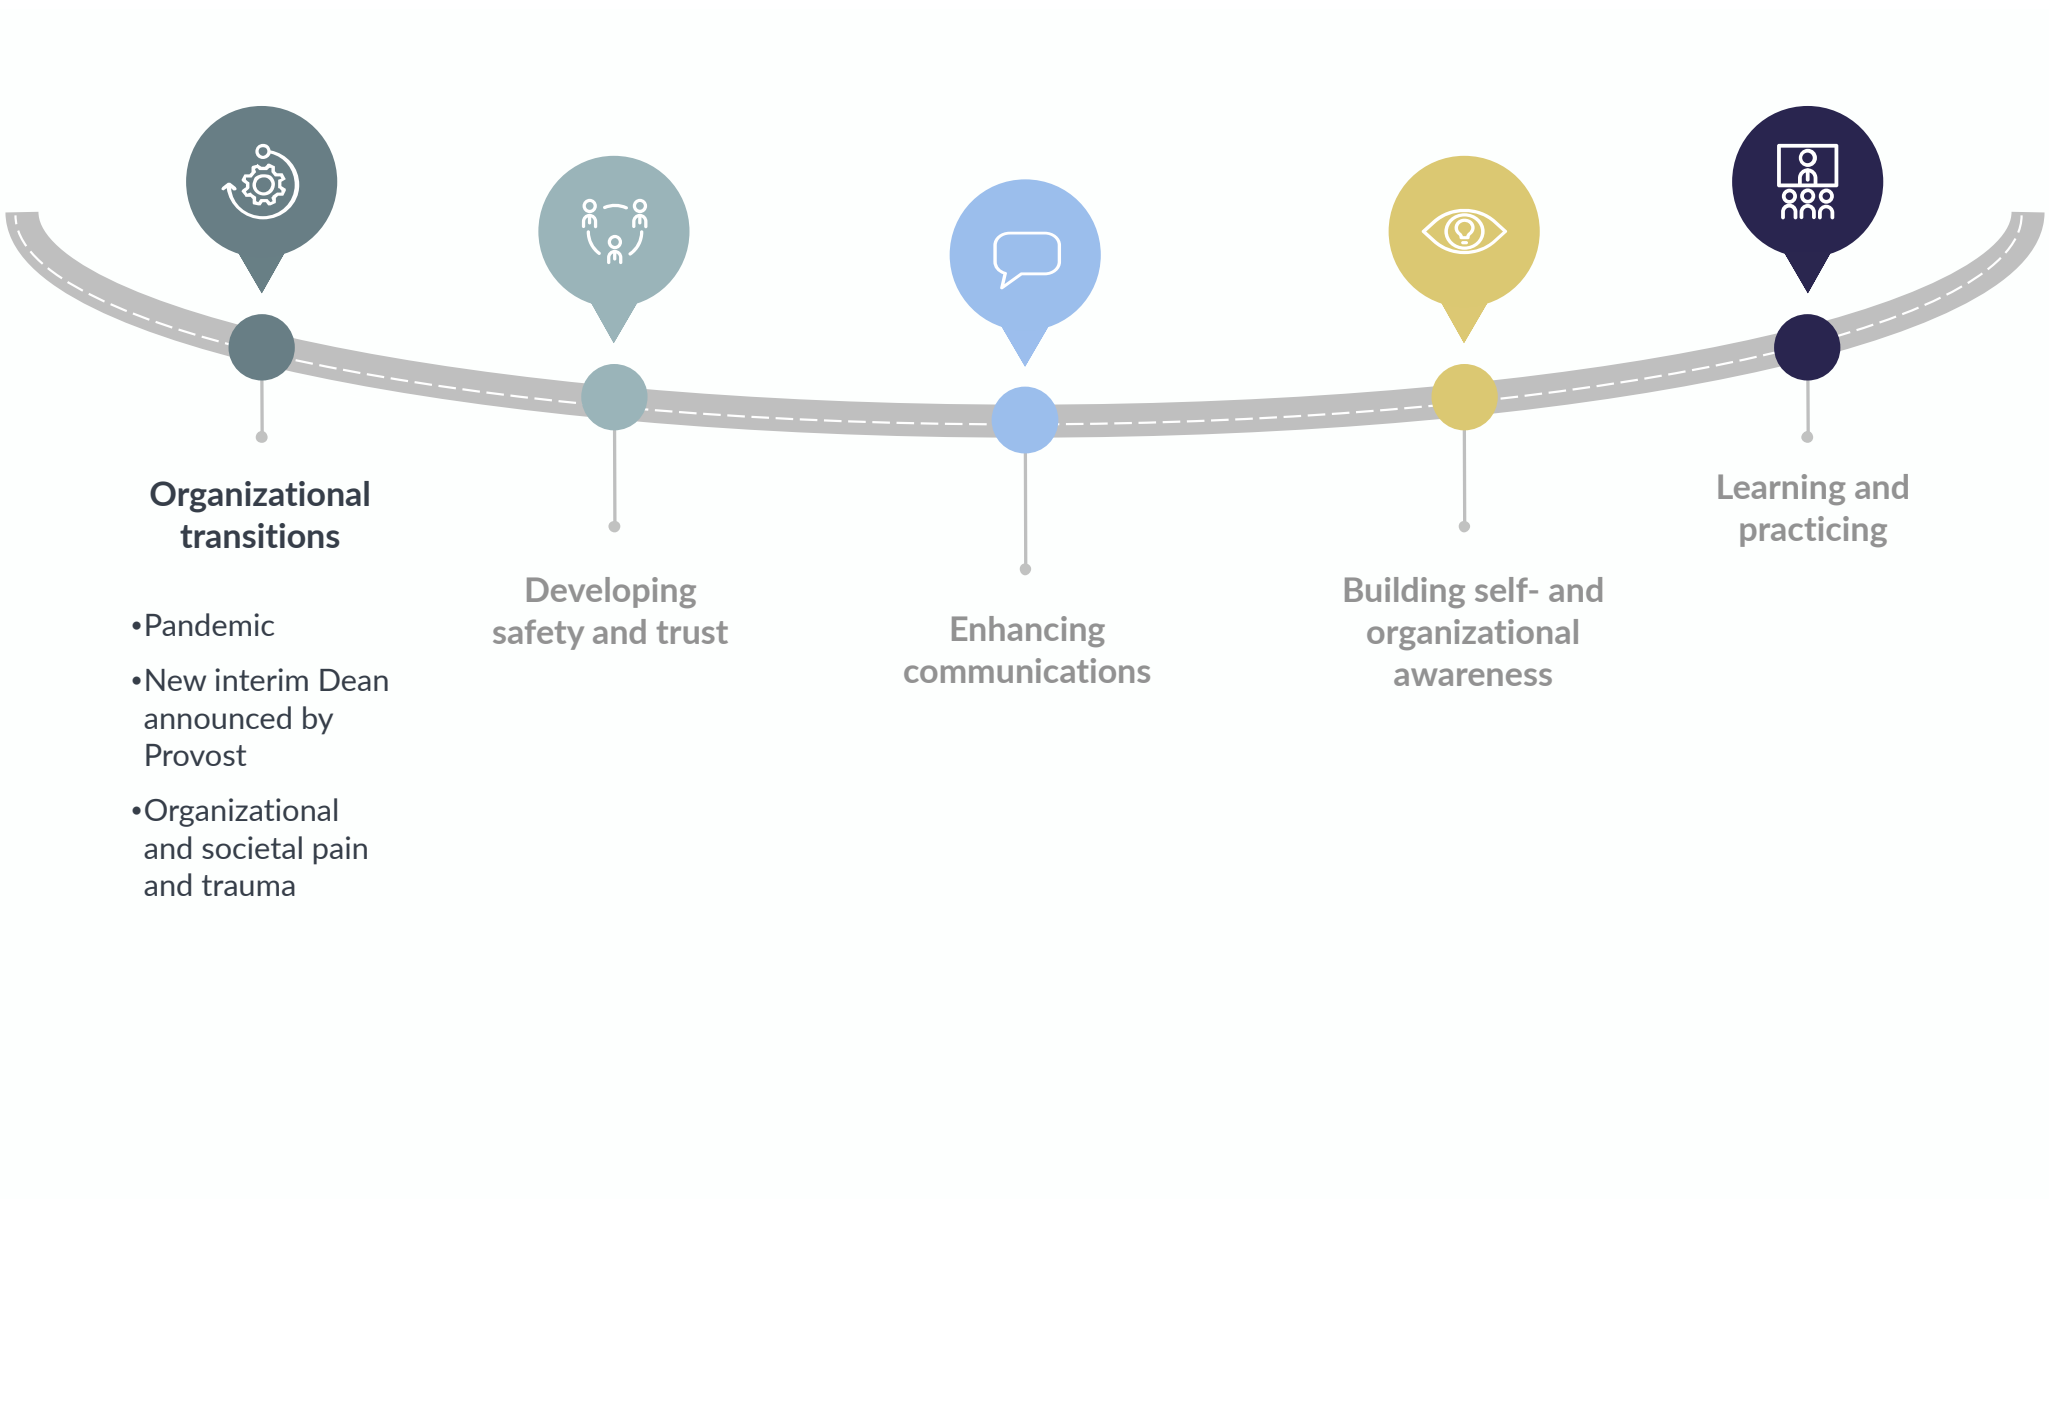 Organizational
transitions
•Pandemic
•New interim Dean
announced by
Provost
•Organizational
and societal pain
and trauma
Developing
safety and trust
Enhancing
communications
Building self- and
organizational
awareness
Learning and
practicing